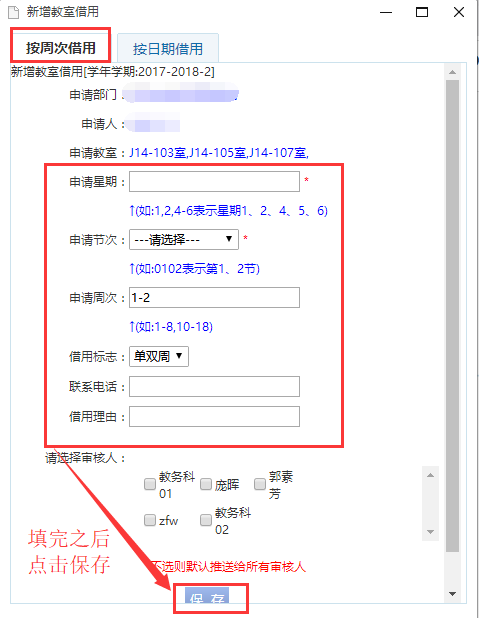 新增教室借用
按周次借用 按日期借用
新增教室借用[学年学期:2017-2018-2]
申请部门：
申请人：
申请教室：J14-103室,J14-105室,J14-107室,
申请星期： *
↑(如:1,2,4-6表示星期1、2、4、5、6)
申请节次：---请选择--- *
↑(如:0102表示第1、2节)
申请周次：1-2
↑(如:1-8,10-18)
借用标志：单双周
联系电话：
借用理由：
请选择审核人：
教务科01 庞晖 郭素芳
zfw 教务科02
填完之后
点击保存
不选则默认推送给所有审核人
保 存